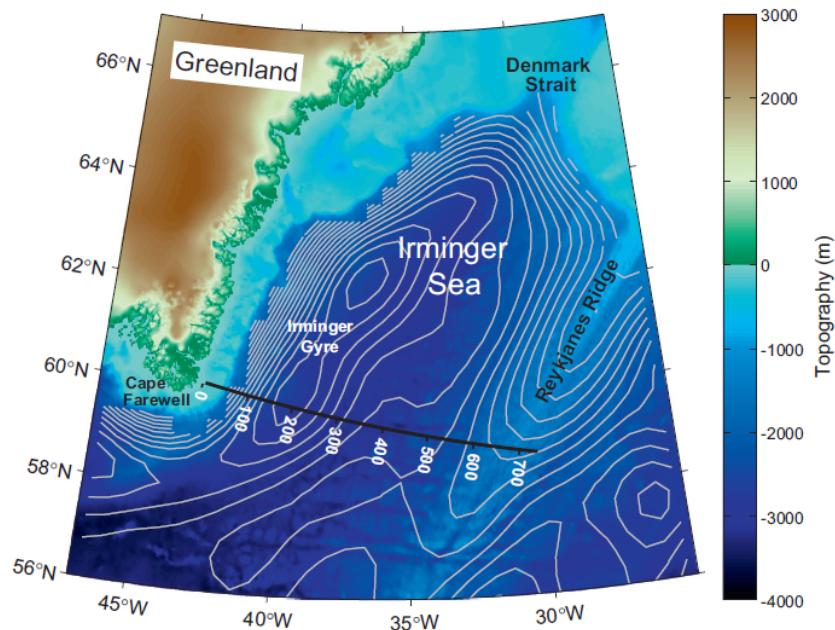 66°N
64°N
62°N
60°N
58°N
56°N
45°W
40°W
35°W
30°W
Greenland
Denmark
Strait
Irminger
Sea
Irminger
Gyre
Reykjanes Ridge
Cape
Farewell
0
100
200
300
400
500
600
700
3000
2000
1000
0
-1000
-2000
-3000
-4000
Topography (m)